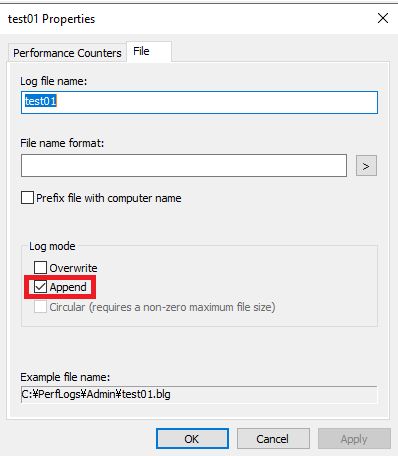 test01 Properties
Performance Counters
File
Log file name:
test01
File name format:
>
Prefix file with computer name
Log mode
Overwrite
Append
Circular (requires a non-zero maximum file size)
Example file name:
C:¥PerfLogs¥Admin¥test01.blg
OK
Cancel
Apply